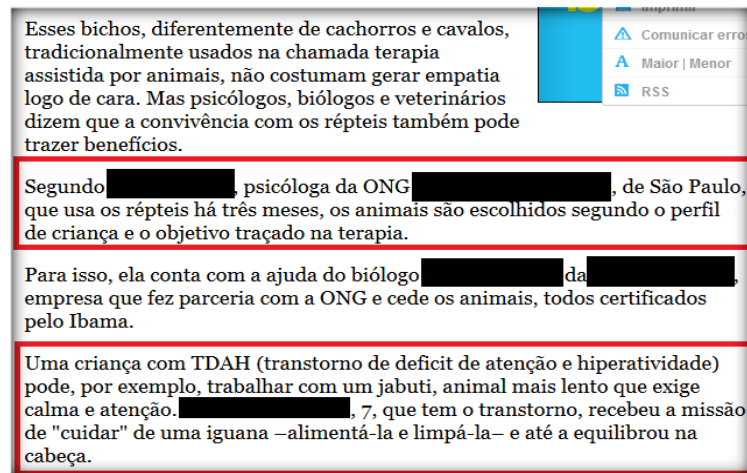 Esses bichos, diferentemente de cachorros e cavalos,
tradicionalmente usados na chamada terapia
assistida por animais, não costumam gerar empatia
logo de cara. Mas psicólogos, biólogos e veterinários
dizem que a convivência com os répteis também pode
trazer benefícios.
Imprimir
Comunicar erro
A Maior | Menor
RSS
Segundo , psicóloga da ONG , de São Paulo,
que usa os répteis há três meses, os animais são escolhidos segundo o perfil
de criança e o objetivo traçado na terapia.
Para isso, ela conta com a ajuda do biólogo da ,
empresa que fez parceria com a ONG e cede os animais, todos certificados
pelo Ibama.
Uma criança com TDAH (transtorno de deficit de atenção e hiperatividade)
pode, por exemplo, trabalhar com um jabuti, animal mais lento que exige
calma e atenção. , 7, que tem o transtorno, recebeu a missão
de "cuidar" de uma iguana –alimentá-la e limpá-la– e até a equilibrou na
cabeça.